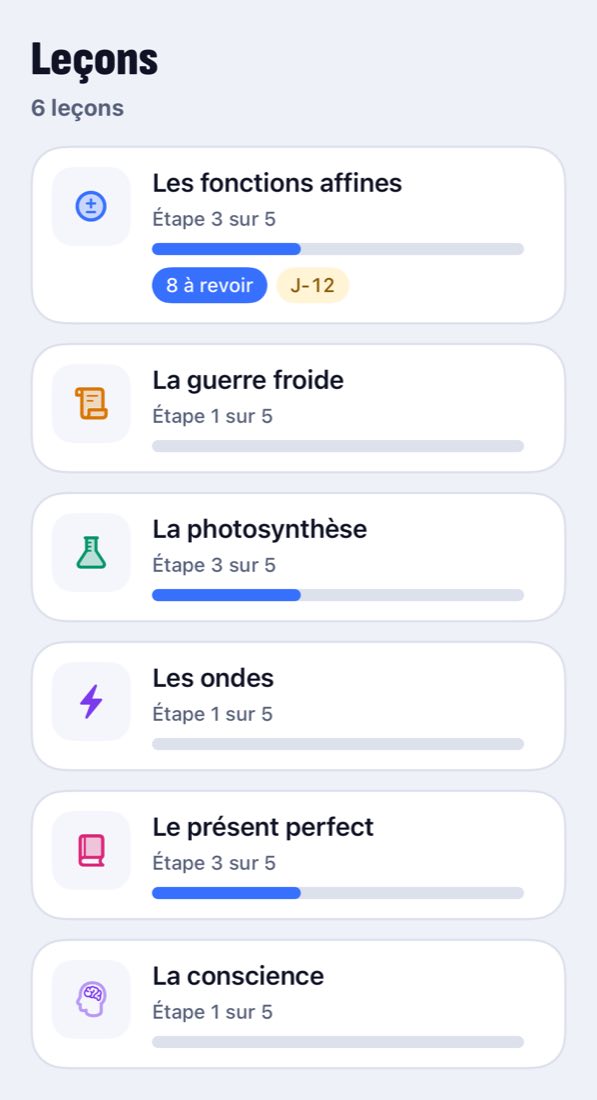 Leçons
6 leçons
Les fonctions affines
Étape 3 sur 5
8 à revoir J-12
La guerre froide
Étape 1 sur 5
La photosynthèse
Étape 3 sur 5
Les ondes
Étape 1 sur 5
Le présent perfect
Étape 3 sur 5
La conscience
Étape 1 sur 5